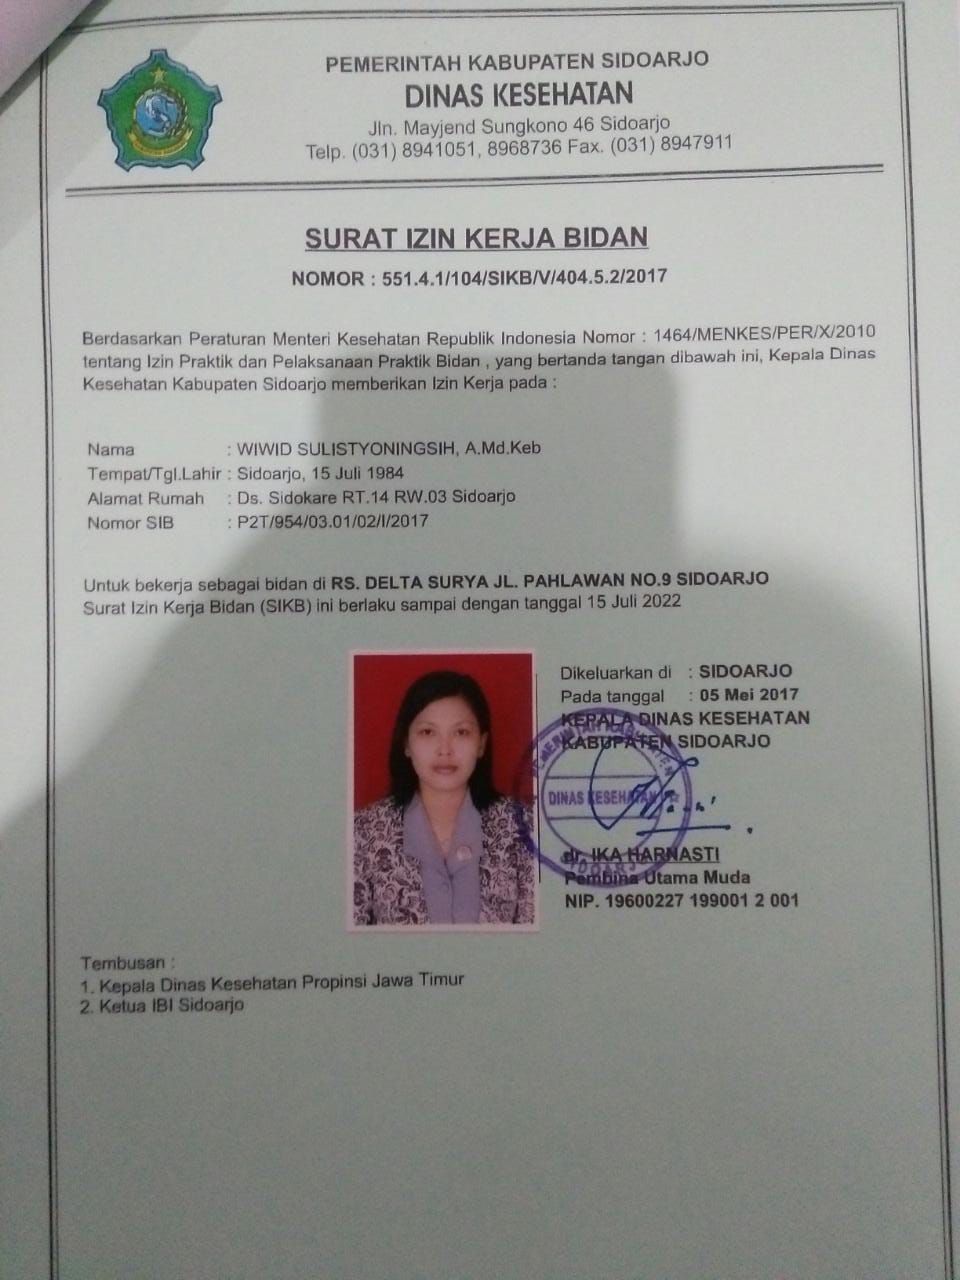 PEMERINTAH KABUPATEN SIDOARJO
DINAS KESEHATAN
Jln. Mayjend Sungkono 46 Sidoarjo
Telp. (031) 8941051, 8968736 Fax. (031) 8947911
SURAT IZIN KERJA BIDAN
NOMOR : 551.4.1/104/SIKB/V/404.5.2/2017
Berdasarkan Peraturan Menteri Kesehatan Republik Indonesia Nomor : 1464/MENKES/PER/X/2010
tentang Izin Praktik dan Pelaksanaan Praktik Bidan , yang bertanda tangan dibawah ini, Kepala Dinas
Kesehatan Kabupaten Sidoarjo memberikan Izin Kerja pada :
Nama : WIWID SULISTYONINGSIH, A.Md.Keb
Tempat/Tgl.Lahir : Sidoarjo, 15 Juli 1984
Alamat Rumah : Ds. Sidokare RT.14 RW.03 Sidoarjo
Nomor SIB : P2T/954/03.01/02/I/2017
Untuk bekerja sebagai bidan di RS. DELTA SURYA JL. PAHLAWAN NO.9 SIDOARJO
Surat Izin Kerja Bidan (SIKB) ini berlaku sampai dengan tanggal 15 Juli 2022
Dikeluarkan di : SIDOARJO
Pada tanggal : 05 Mei 2017
KEPALA DINAS KESEHATAN
KABUPATEN SIDOARJO
PEMERINTAH KABUPATEN
DINAS KESEHATAN
SIDOARJO
dr. IKA HARNASTI
Pembina Utama Muda
NIP. 19600227 199001 2 001
Tembusan :
1. Kepala Dinas Kesehatan Propinsi Jawa Timur
2. Ketua IBI Sidoarjo